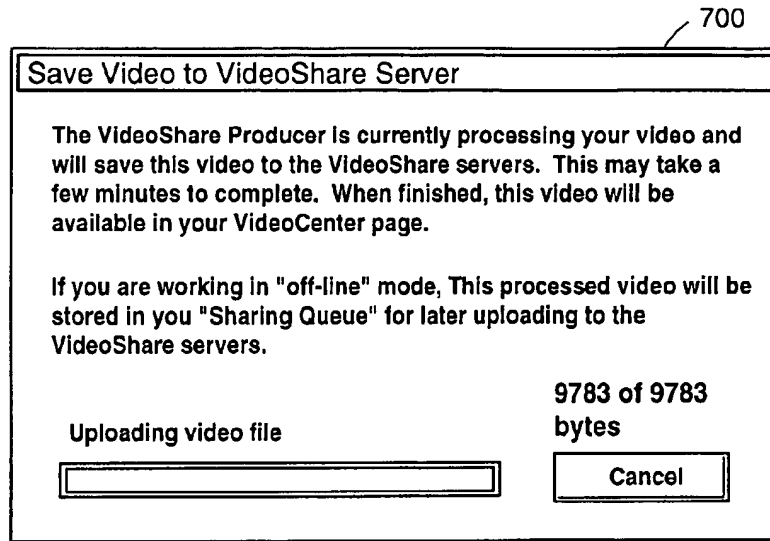 700
Save Video to VideoShare Server
The VideoShare Producer is currently processing your video and
will save this video to the VideoShare servers. This may take a
few minutes to complete. When finished, this video will be
available in your VideoCenter page.
If you are working in "off-line" mode, This processed video will be
stored in you "Sharing Queue" for later uploading to the
VideoShare servers.
9783 of 9783
bytes
Uploading video file
Cancel